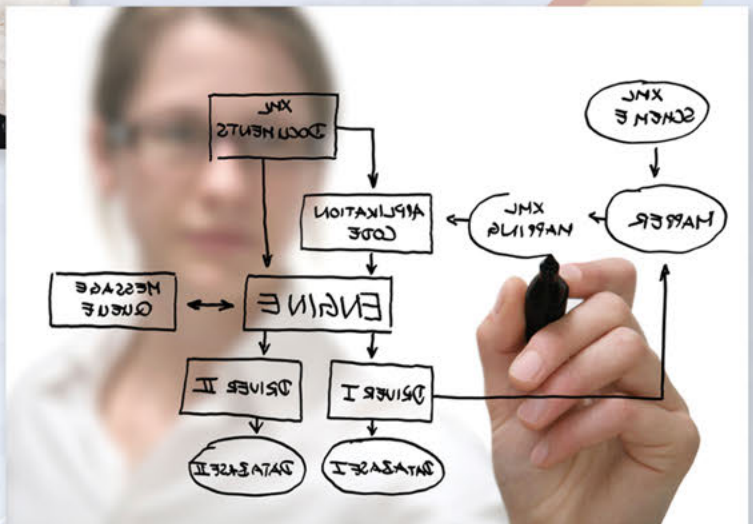 XML
DOCUMENTS
XML
SCHEME
APPLIKATION
CODE
XML
MAPPING
MAPPER
MESSAGE
QUEUE
ENGINE
DRIVER II
DRIVER I
DATABASE II
DATABASE I